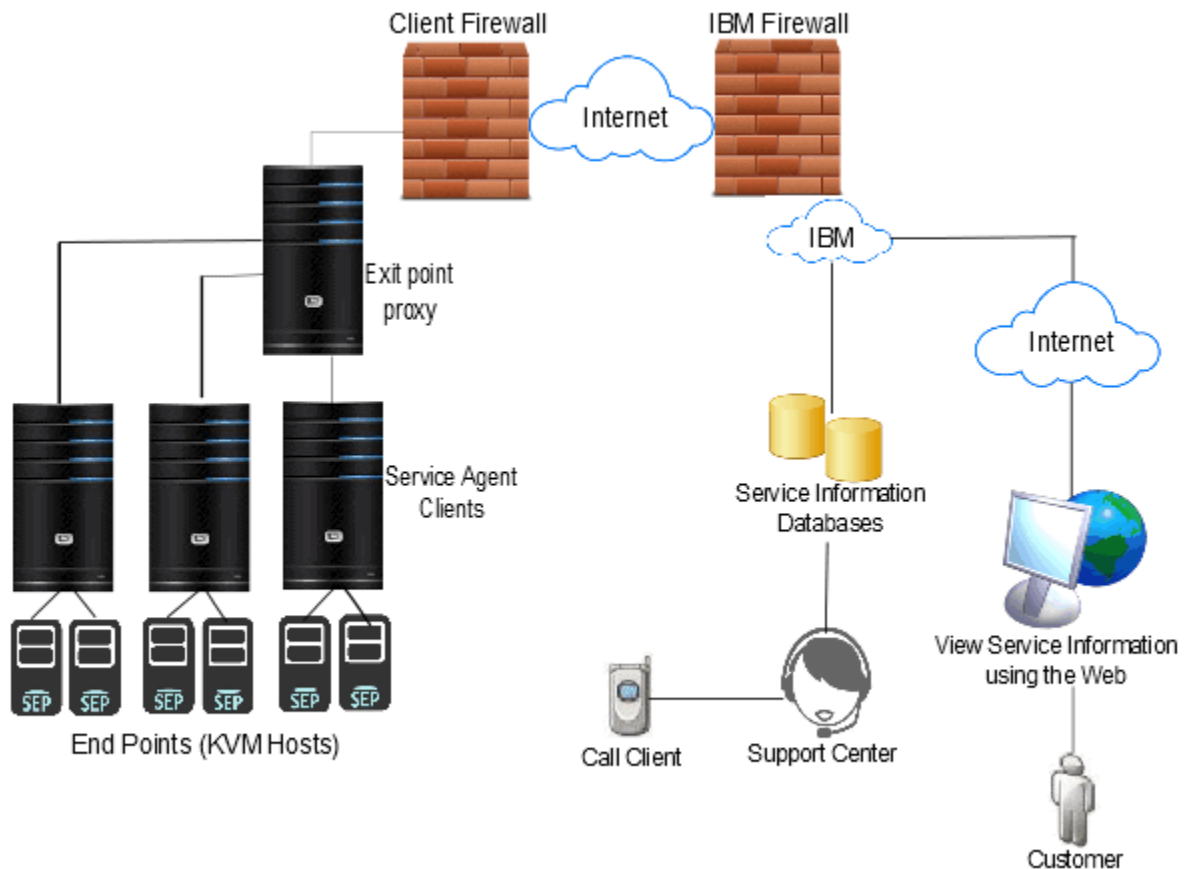 Client Firewall
IBM Firewall
Internet
IBM
Exit point
proxy
Internet
Service Agent
Clients
Service Information
Databases
SEP
SEP
SEP
SEP
SEP
SEP
View Service Information
using the Web
End Points (KVM Hosts)
Call Client
Support Center
Customer